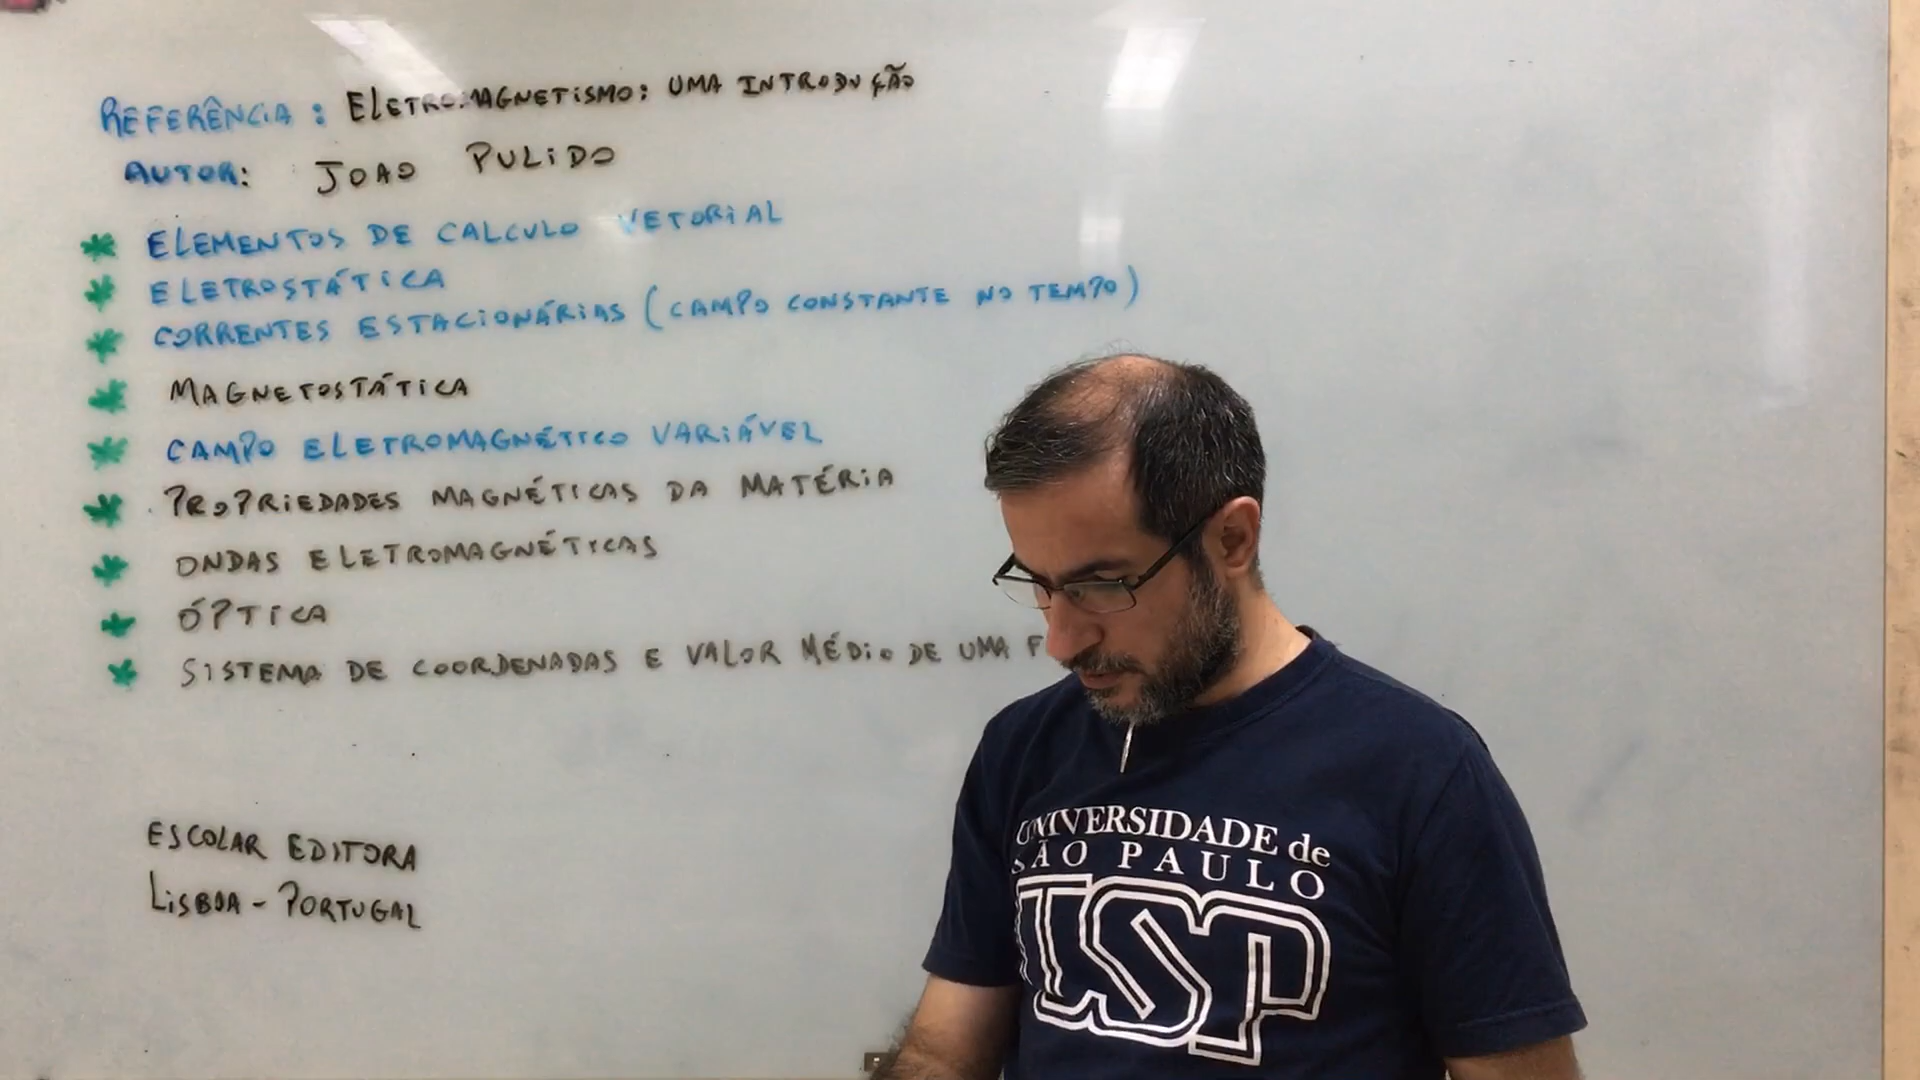 REFERÊNCIA: ELETROMAGNETISMO: UMA INTRODUÇÃO
AUTOR: JOAO PULIDO
* ELEMENTOS DE CALCULO VETORIAL
* ELETROSTÁTICA
* CORRENTES ESTACIONÁRIAS (CAMPO CONSTANTE NO TEMPO)
* MAGNETOSTÁTICA
* CAMPO ELETROMAGNÉTICO VARIÁVEL
* PROPRIEDADES MAGNÉTICAS DA MATÉRIA
* ONDAS ELETROMAGNÉTICAS
* ÓPTICA
* SISTEMA DE COORDENADAS E VALOR MÉDIO DE UMA F
ESCOLAR EDITORA
LISBOA - PORTUGAL
UNIVERSIDADE de
SÃO PAULO
USP